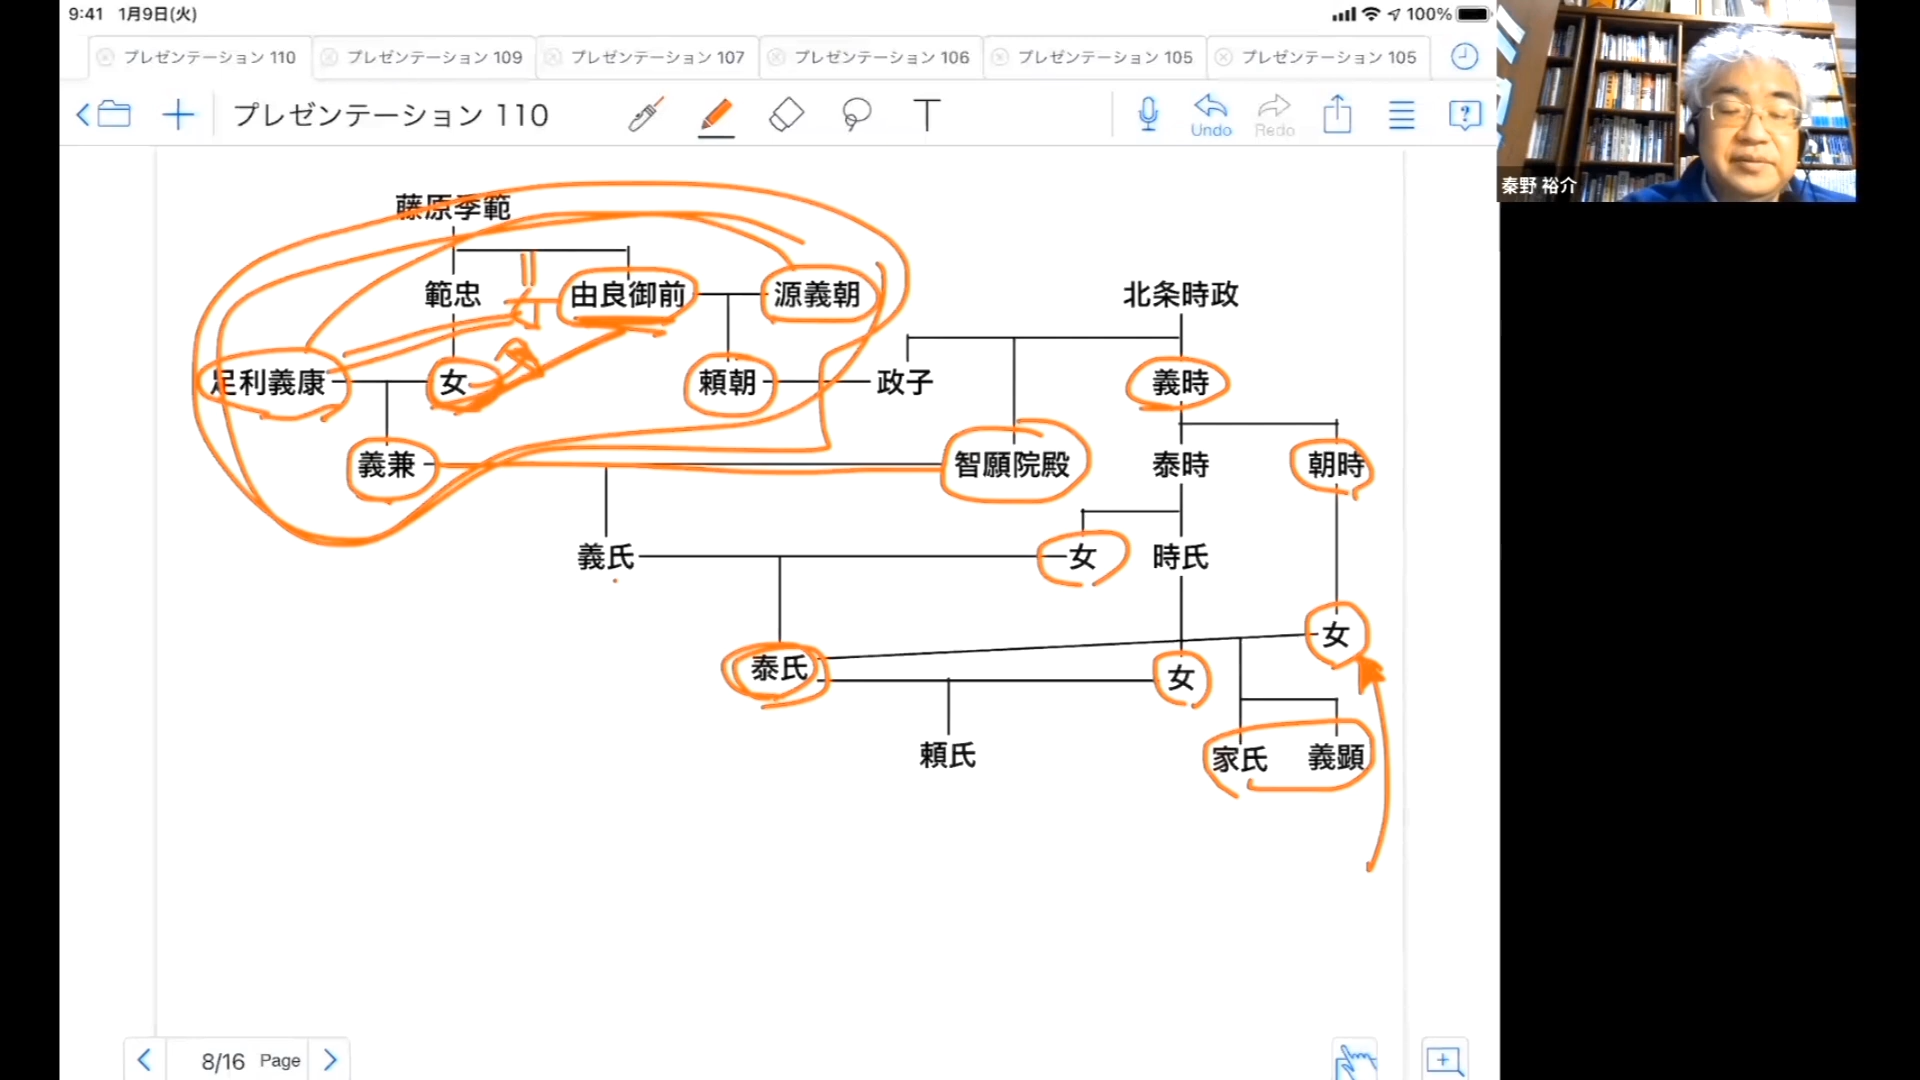 9:41 1月9日(火) 100%
プレゼンテーション 110 プレゼンテーション 109 プレゼンテーション 107 プレゼンテーション 106 プレゼンテーション 105 プレゼンテーション 105
プレゼンテーション 110 T Undo Redo
秦野 裕介
藤原季範
範忠 由良御前 源義朝 北条時政
足利義康 女 頼朝 政子 義時
義兼 智願院殿 泰時 朝時
義氏 女 時氏
泰氏 女 女
頼氏 家氏 義顕
8/16 Page